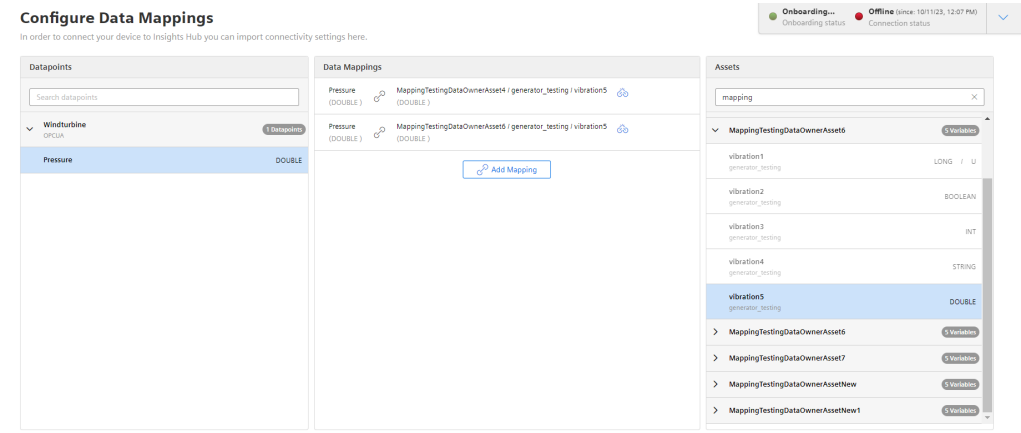 Configure Data Mappings
In order to connect your device to Insights Hub you can import connectivity settings here.
Onboarding...
Onboarding status
Offline (since: 10/11/23, 12:07 PM)
Connection status
Datapoints
Search datapoints
Windturbine
OPCUA
1 Datapoints
Pressure DOUBLE
Data Mappings
Pressure MappingTestingDataOwnerAsset4 / generator_testing / vibration5
(DOUBLE ) (DOUBLE )
Pressure MappingTestingDataOwnerAsset6 / generator_testing / vibration5
(DOUBLE ) (DOUBLE )
Add Mapping
Assets
mapping
MappingTestingDataOwnerAsset6 5 Variables
vibration1
generator_testing
LONG / U
vibration2
generator_testing
BOOLEAN
vibration3
generator_testing
INT
vibration4
generator_testing
STRING
vibration5
generator_testing
DOUBLE
MappingTestingDataOwnerAsset6 5 Variables
MappingTestingDataOwnerAsset7 5 Variables
MappingTestingDataOwnerAssetNew 5 Variables
MappingTestingDataOwnerAssetNew1 5 Variables